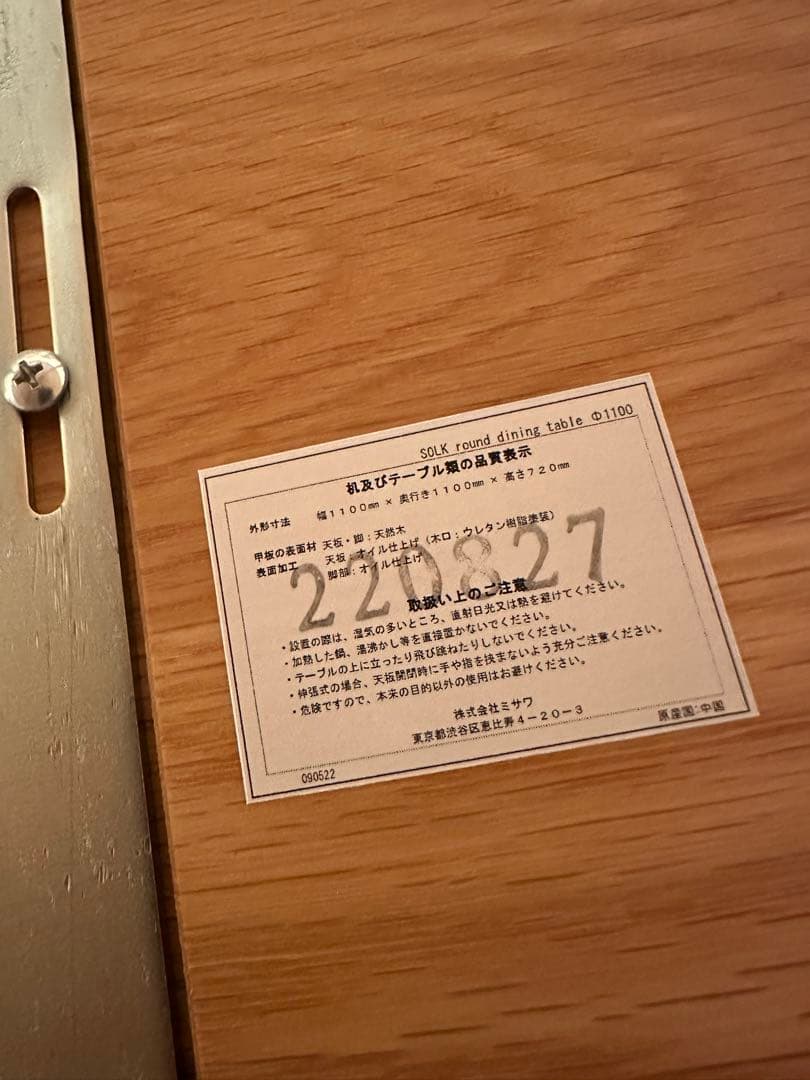 SOLK round dining table Φ1100
机及びテーブル類の品質表示
外形寸法 幅1100mm × 奥行き1100mm × 高さ720mm
甲板の表面材 天板・脚:天然木
表面加工 天板:オイル仕上げ(木口:ウレタン樹脂塗装)
脚部:オイル仕上げ
220827
取扱い上のご注意
・設置の際は、湿気の多いところ、直射日光又は熱を避けてください。
・加熱した鍋、湯沸かし等を直接置かないでください。
・テーブルの上に立ったり飛び跳ねたりしないでください。
・伸張式の場合、天板開閉時に手や指を挟まないよう充分ご注意ください。
・危険ですので、本来の目的以外の使用はお避けください。
株式会社ミサワ
東京都渋谷区恵比寿4-20-3
原産国:中国
090522